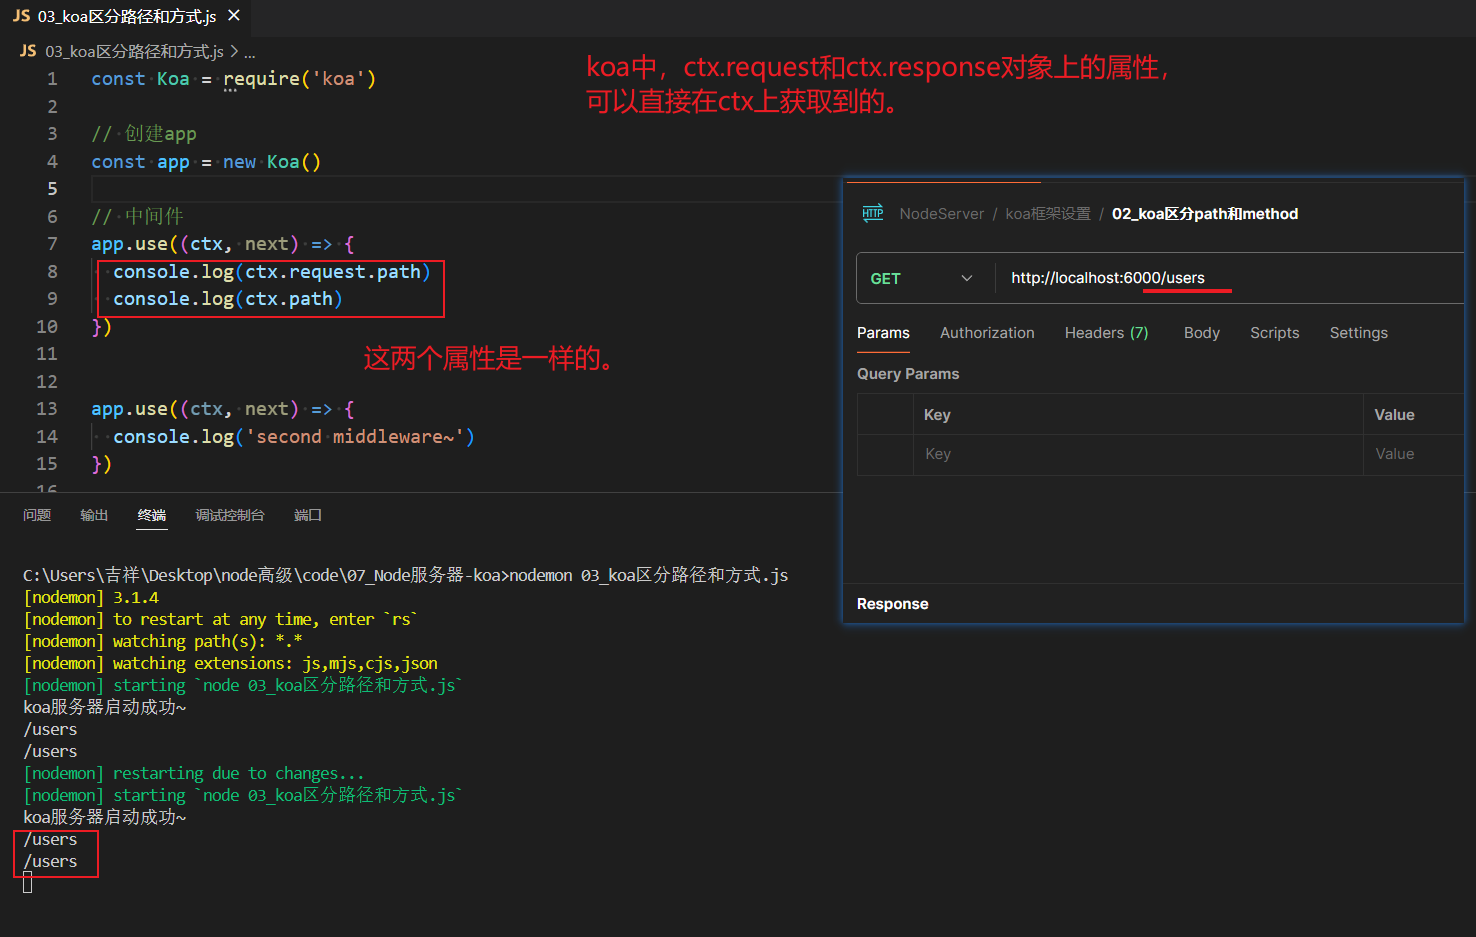 JS 03_koa区分路径和方式.js ×
JS 03_koa区分路径和方式.js > ...
koa中，ctx.request和ctx.response对象上的属性，
可以直接在ctx上获取到的。
1 const Koa = require('koa')
2
3 // 创建app
4 const app = new Koa()
5
6 // 中间件
7 app.use((ctx, next) => {
8 console.log(ctx.request.path)
9 console.log(ctx.path)
10 })
11
这两个属性是一样的。
12
13 app.use((ctx, next) => {
14 console.log('second middleware~')
15 })
16
HTTP NodeServer / koa框架设置 / 02_koa区分path和method
GET http://localhost:6000/users
Params Authorization Headers (7) Body Scripts Settings
Query Params
Key Value
Key Value
Response
问题 输出 终端 调试控制台 端口
C:\Users\吉祥\Desktop\node高级\code\07_Node服务器-koa>nodemon 03_koa区分路径和方式.js
[nodemon] 3.1.4
[nodemon] to restart at any time, enter `rs`
[nodemon] watching path(s): *.*
[nodemon] watching extensions: js,mjs,cjs,json
[nodemon] starting `node 03_koa区分路径和方式.js`
koa服务器启动成功~
/users
/users
[nodemon] restarting due to changes...
[nodemon] starting `node 03_koa区分路径和方式.js`
koa服务器启动成功~
/users
/users